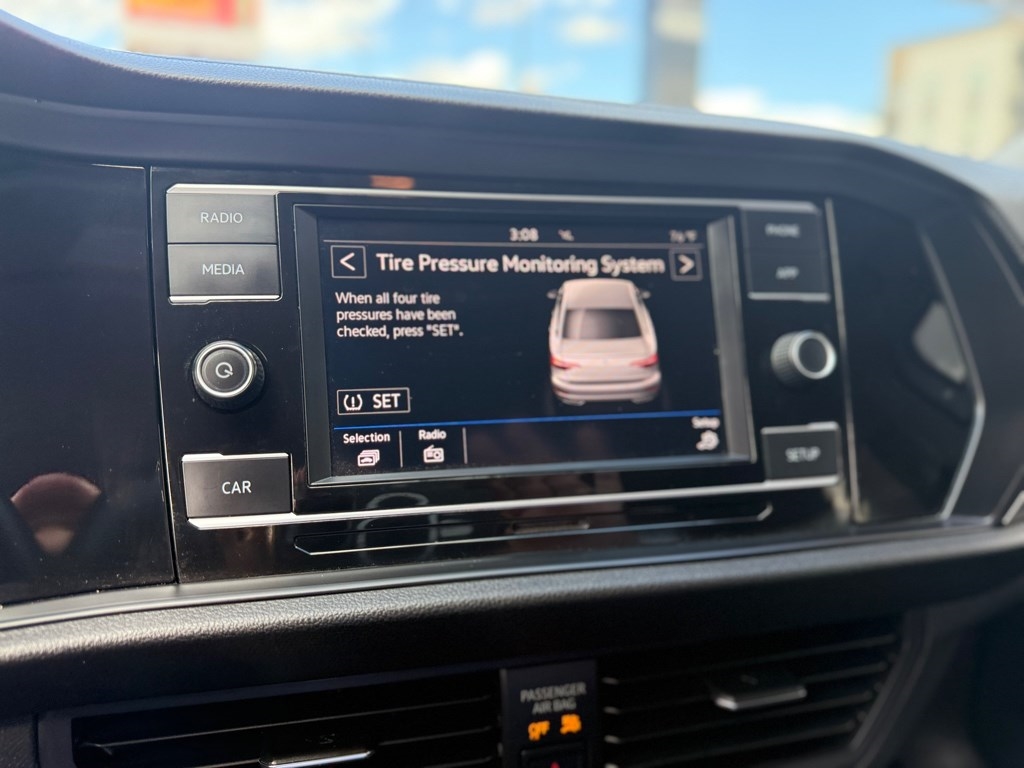 RADIO
MEDIA
CAR
3:08
< Tire Pressure Monitoring System >
When all four tire
pressures have been
checked, press "SET".
SET
Selection
Radio
Setup
PHONE
APP
SETUP
PASSENGER
AIR BAG
OFF